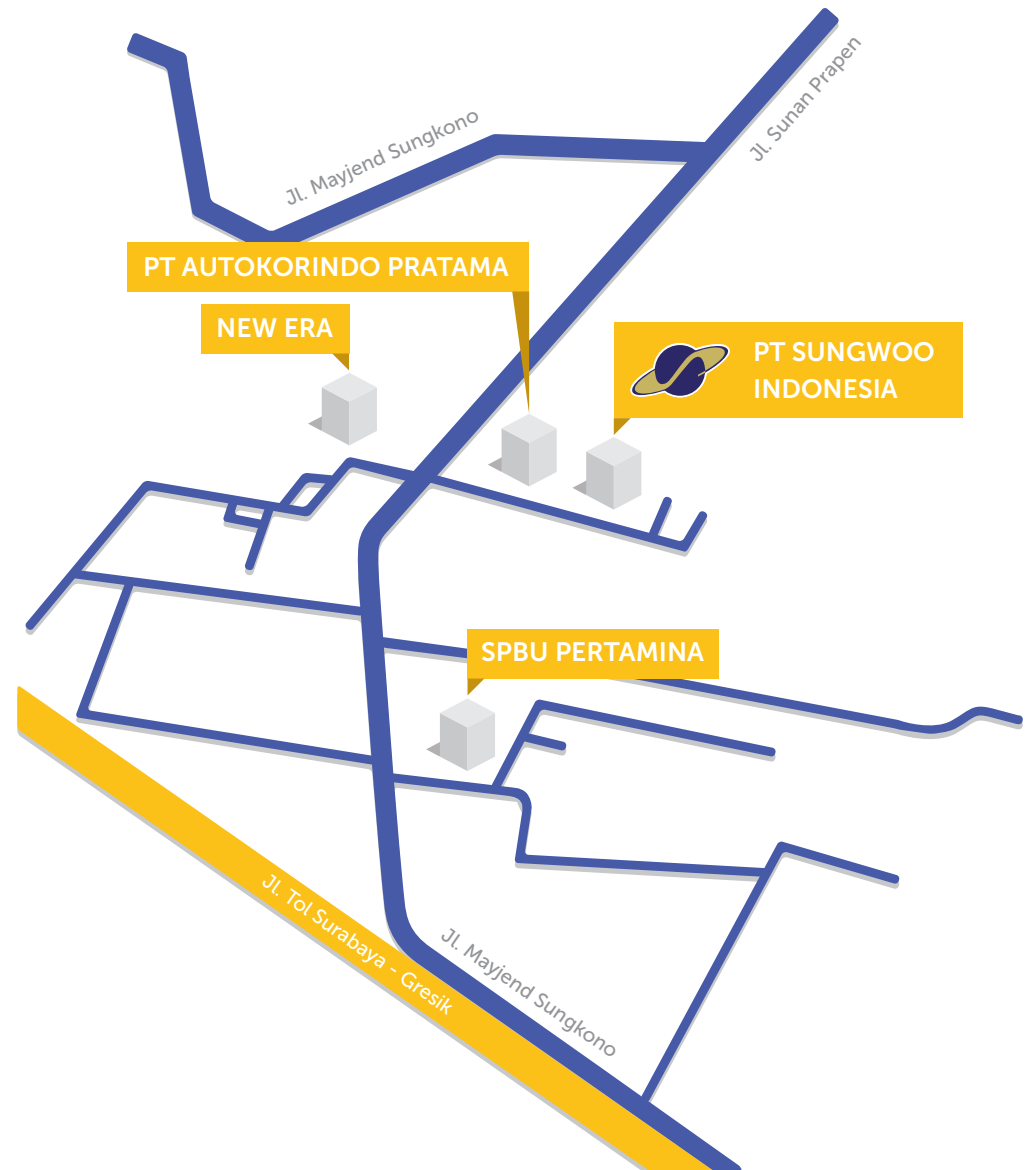 Jl. Sunan Prapen
Jl. Mayjend Sungkono
PT AUTOKORINDO PRATAMA
NEW ERA
PT SUNGWOO
INDONESIA
SPBU PERTAMINA
Jl. Tol Surabaya - Gresik
Jl. Mayjend Sungkono